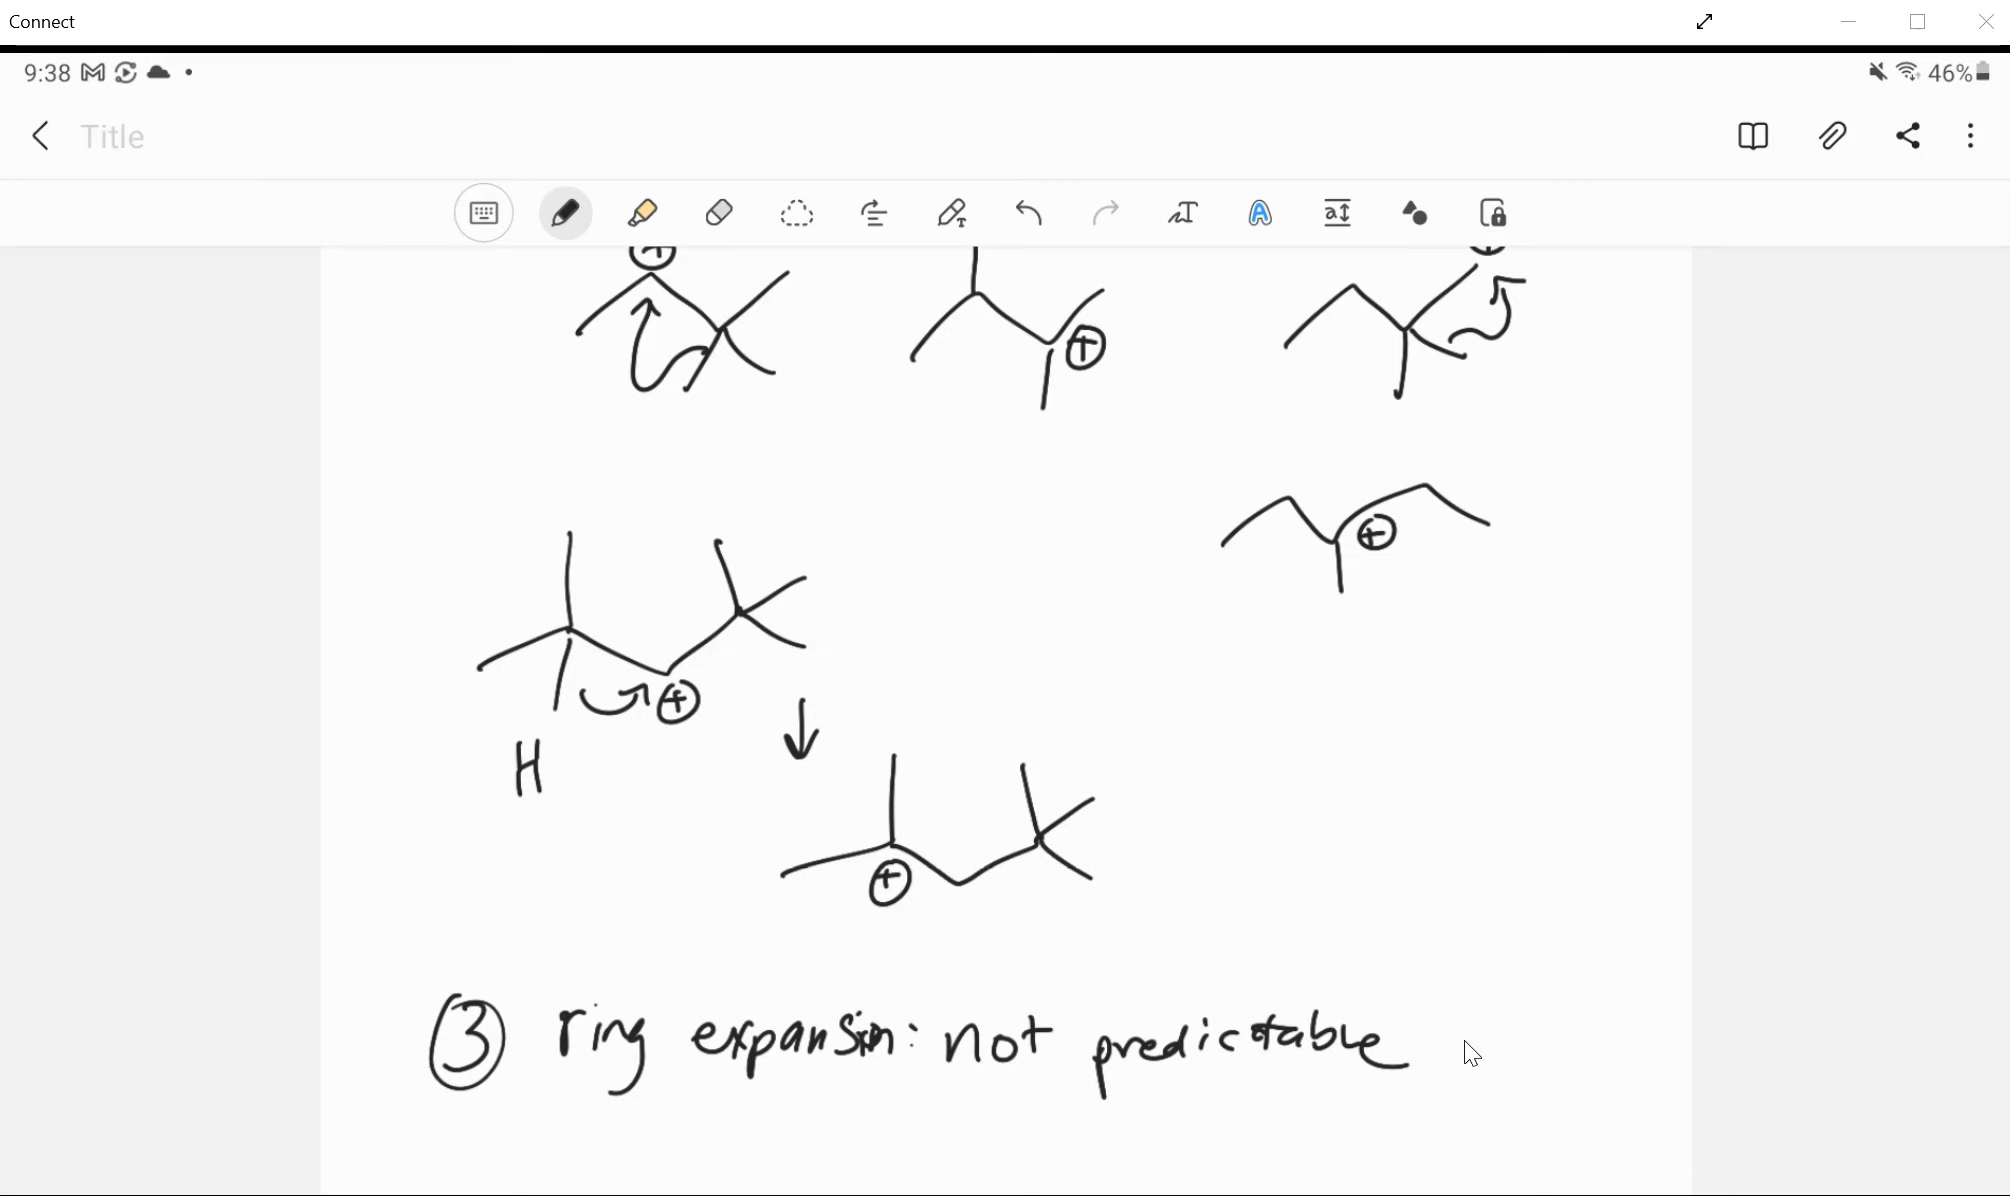 Connect
9:38 46%
Title
+
+
+
+
+
H
+
③ ring expansion: not predictable